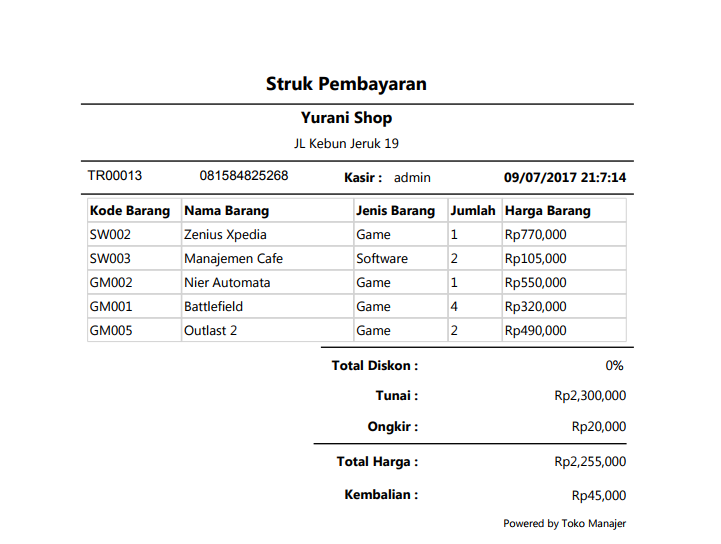 Struk Pembayaran
Yurani Shop
JL Kebun Jeruk 19
TR00013 081584825268 Kasir : admin 09/07/2017 21:7:14
Kode Barang Nama Barang Jenis Barang Jumlah Harga Barang
SW002 Zenius Xpedia Game 1 Rp770,000
SW003 Manajemen Cafe Software 2 Rp105,000
GM002 Nier Automata Game 1 Rp550,000
GM001 Battlefield Game 4 Rp320,000
GM005 Outlast 2 Game 2 Rp490,000
Total Diskon : 0%
Tunai : Rp2,300,000
Ongkir : Rp20,000
Total Harga : Rp2,255,000
Kembalian : Rp45,000
Powered by Toko Manajer